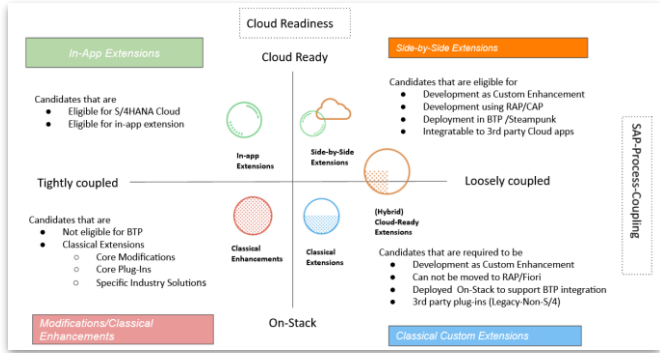 Cloud Readiness
In-App Extensions
Cloud Ready
Side-by-Side Extensions
Candidates that are
Eligible for S/4HANA Cloud
Eligible for in-app extension
Candidates that are eligible for
Development as Custom Enhancement
Development using RAP/CAP
Deployment in BTP /Steampunk
Integratable to 3rd party Cloud apps
In-app
Extensions
Side-by-Side
Extensions
SAP-Process-Coupling
Tightly coupled
Loosely coupled
(Hybrid)
Cloud-Ready
Extensions
Classical
Enhancements
Classical
Extensions
Candidates that are
Not eligible for BTP
Classical Extensions
Core Modifications
Core Plug-Ins
Specific Industry Solutions
Candidates that are required to be
Development as Custom Enhancement
Can not be moved to RAP/Fiori
Deployed On-Stack to support BTP integration
3rd party plug-ins (Legacy-Non-S/4)
Modifications/Classical
Enhancements
On-Stack
Classical Custom Extensions